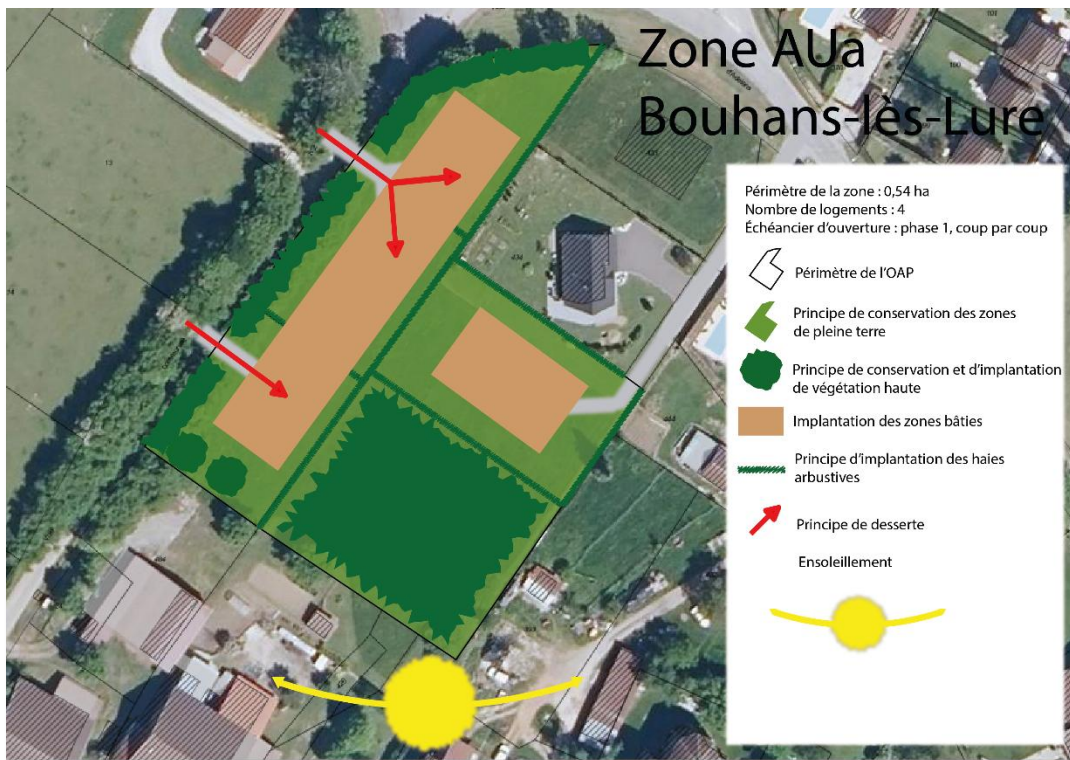 Zone AUa
Bouhans-lès-Lure
Périmètre de la zone : 0,54 ha
Nombre de logements : 4
Échéancier d'ouverture : phase 1, coup par coup
Périmètre de l'OAP
Principe de conservation des zones
de pleine terre
Principe de conservation et d'implantation
de végétation haute
Implantation des zones bâties
Principe d'implantation des haies
arbustives
Principe de desserte
Ensoleillement
13